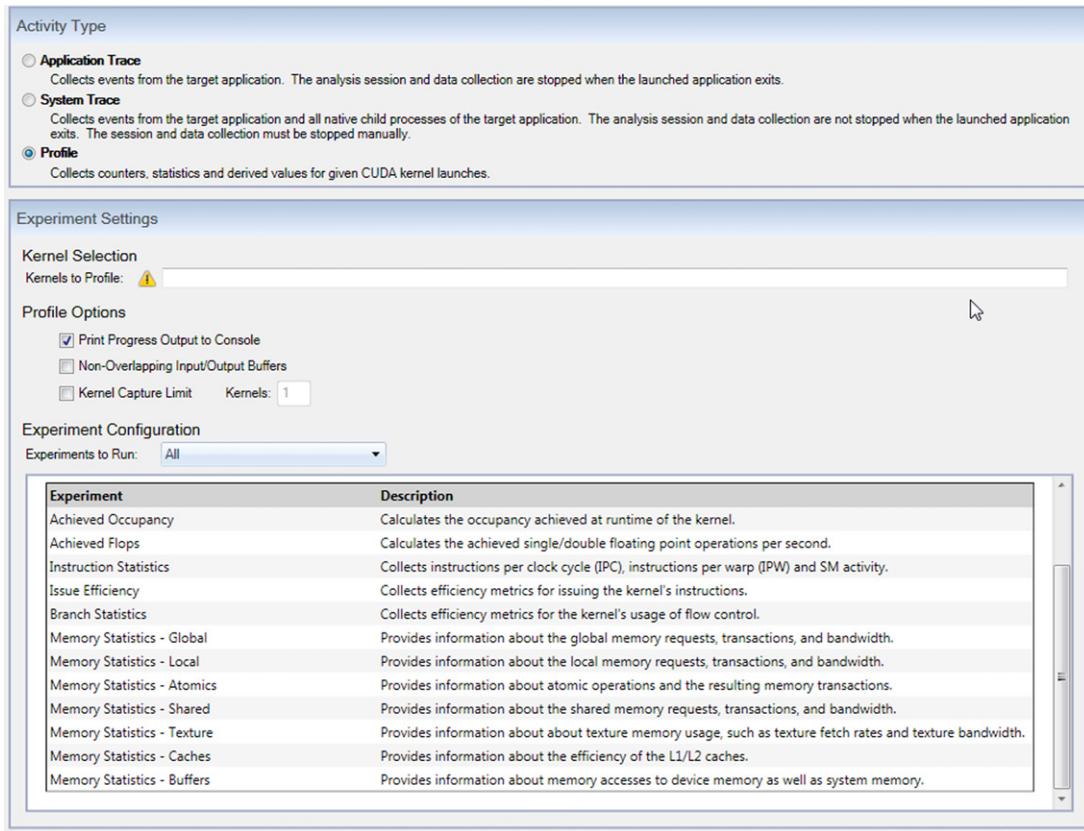 Activity Type
Application Trace
Collects events from the target application. The analysis session and data collection are stopped when the launched application exits.
System Trace
Collects events from the target application and all native child processes of the target application. The analysis session and data collection are not stopped when the launched application
exits. The session and data collection must be stopped manually.
Profile
Collects counters, statistics and derived values for given CUDA kernel launches.
Experiment Settings
Kernel Selection
Kernels to Profile:
Profile Options
Print Progress Output to Console
Non-Overlapping Input/Output Buffers
Kernel Capture Limit Kernels: 1
Experiment Configuration
Experiments to Run: All
Experiment Description
Achieved Occupancy Calculates the occupancy achieved at runtime of the kernel.
Achieved Flops Calculates the achieved single/double floating point operations per second.
Instruction Statistics Collects instructions per clock cycle (IPC), instructions per warp (IPW) and SM activity.
Issue Efficiency Collects efficiency metrics for issuing the kernel's instructions.
Branch Statistics Collects efficiency metrics for the kernel's usage of flow control.
Memory Statistics - Global Provides information about the global memory requests, transactions, and bandwidth.
Memory Statistics - Local Provides information about the local memory requests, transactions, and bandwidth.
Memory Statistics - Atomics Provides information about atomic operations and the resulting memory transactions.
Memory Statistics - Shared Provides information about the shared memory requests, transactions, and bandwidth.
Memory Statistics - Texture Provides information about about texture memory usage, such as texture fetch rates and texture bandwidth.
Memory Statistics - Caches Provides information about the efficiency of the L1/L2 caches.
Memory Statistics - Buffers Provides information about memory accesses to device memory as well as system memory.